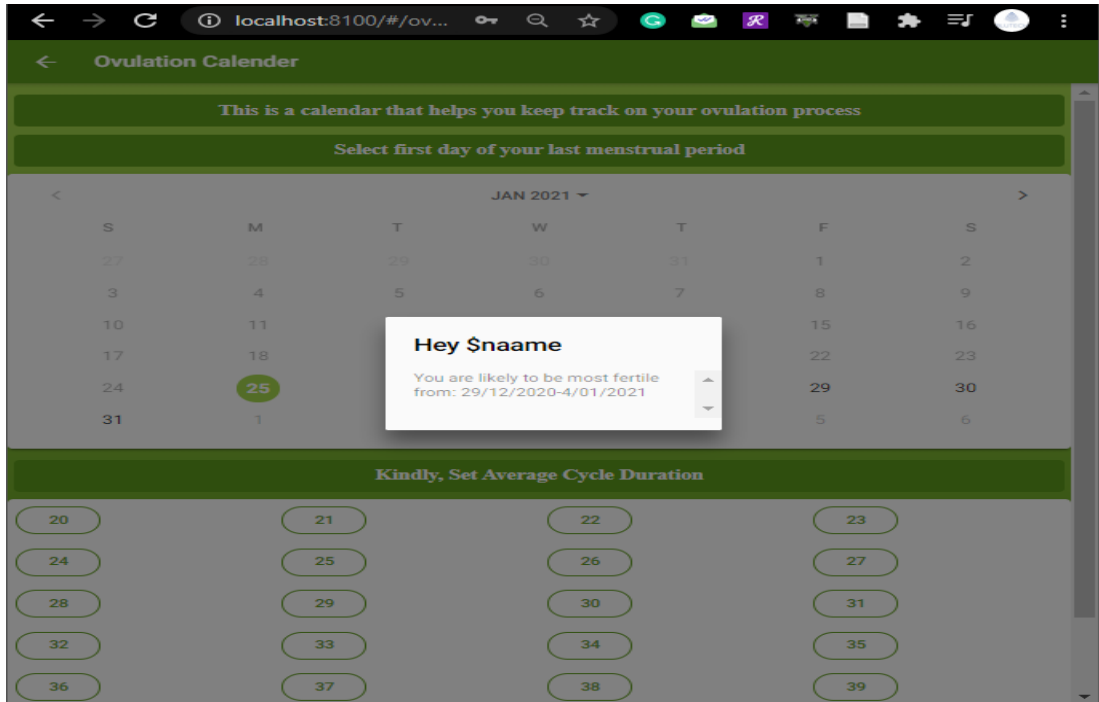 localhost:8100/#/ov...
Ovulation Calender
This is a calendar that helps you keep track on your ovulation process
Select first day of your last menstrual period
< JAN 2021 >
S M T W T F S
27 28 29 30 31 1 2
3 4 5 6 7 8 9
10 11 15 16
17 18 22 23
24 25 29 30
31 1 5 6
Hey $naame
You are likely to be most fertile
from: 29/12/2020-4/01/2021
Kindly, Set Average Cycle Duration
20 21 22 23
24 25 26 27
28 29 30 31
32 33 34 35
36 37 38 39